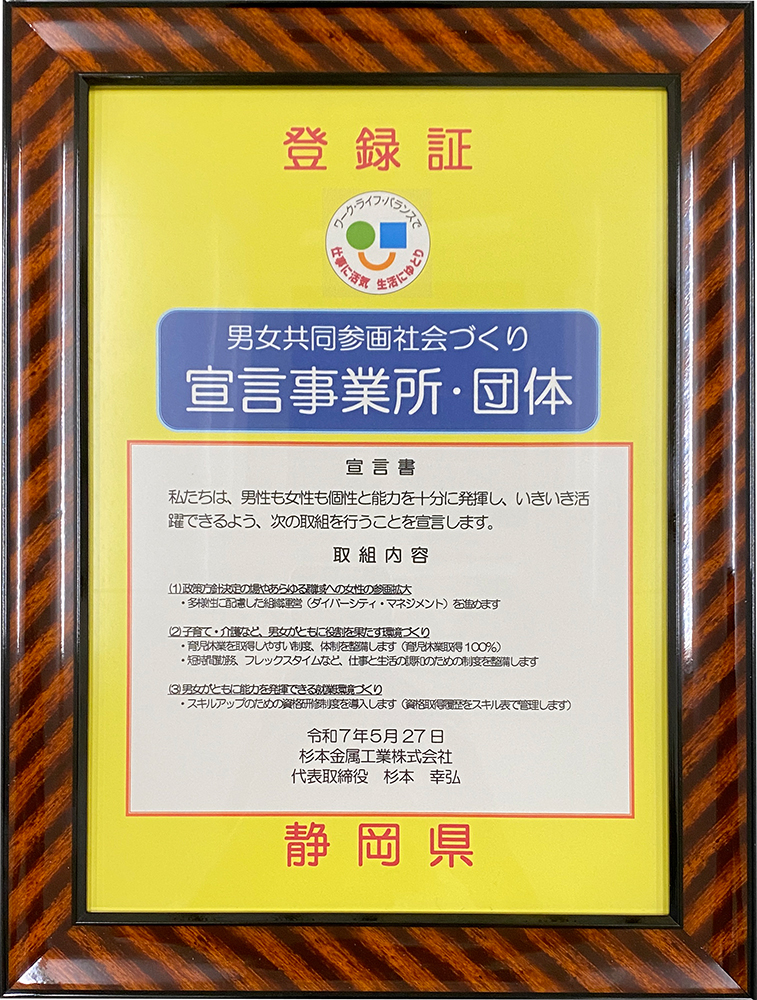 登録証
ワーク・ライフ・バランスで
仕事に活気 生活にゆとり
男女共同参画社会づくり
宣言事業所・団体
宣言書
私たちは、男性も女性も個性と能力を十分に発揮し、いきいき活
躍できるよう、次の取組を行うことを宣言します。
取組内容
(1)政策方針決定の場やあらゆる職域への女性の参画拡大
・多様性に配慮した組織運営（ダイバーシティ・マネジメント）を進めます
(2)子育て・介護など、男女がともに役割を果たす環境づくり
・育児休業を取得しやすい制度、体制を整備します（育児休業取得100%）
・短時間勤務、フレックスタイムなど、仕事と生活の調和のための制度を整備します
(3)男女がともに能力を発揮できる就業環境づくり
・スキルアップのための資格研修制度を導入します（資格取得履歴をスキル表で管理します）
令和7年5月27日
杉本金属工業株式会社
代表取締役 杉本 幸弘
静岡県